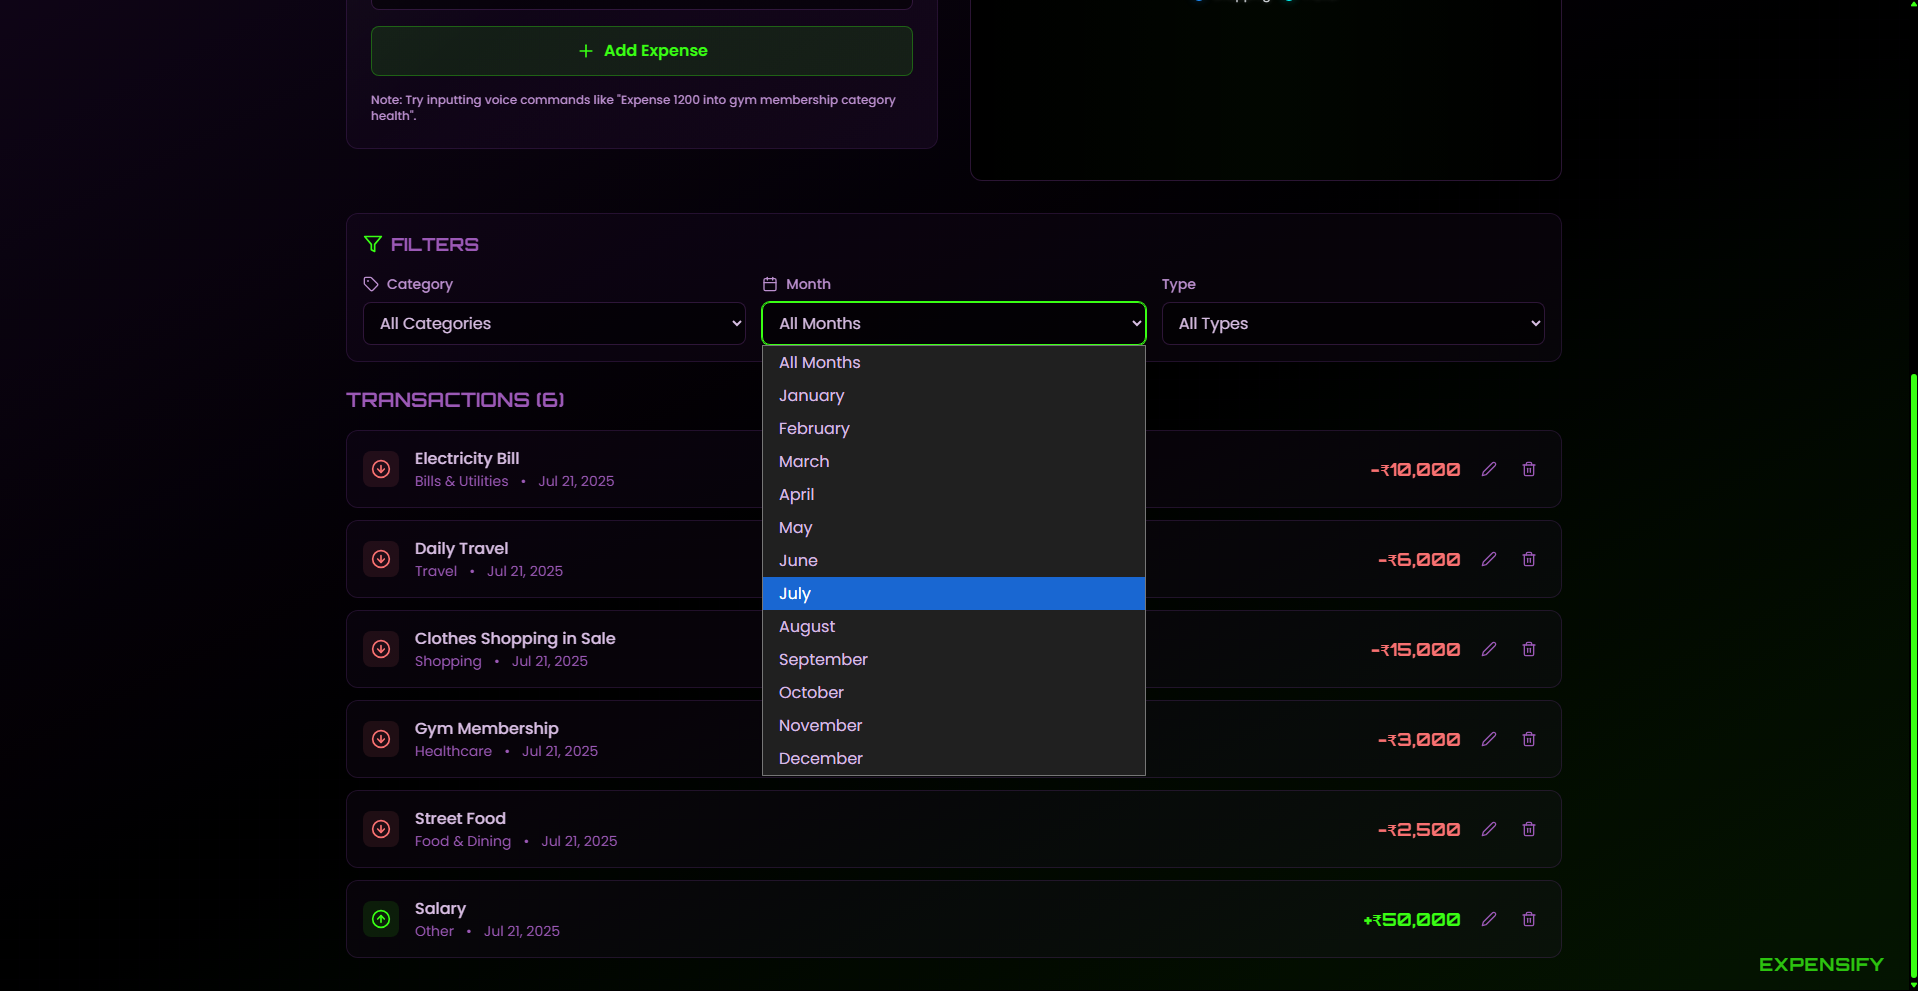 Add Expense
Note: Try inputting voice commands like "Expense 1200 into gym membership category
health".
FILTERS
Category
Month
Type
All Categories
All Months
All Types
All Months
January
February
March
April
May
June
July
August
September
October
November
December
TRANSACTIONS (6)
Electricity Bill
Bills & Utilities • Jul 21, 2025
-₹10,000
Daily Travel
Travel • Jul 21, 2025
-₹6,000
Clothes Shopping in Sale
Shopping • Jul 21, 2025
-₹15,000
Gym Membership
Healthcare • Jul 21, 2025
-₹3,000
Street Food
Food & Dining • Jul 21, 2025
-₹2,500
Salary
Other • Jul 21, 2025
+₹50,000
EXPENSIFY